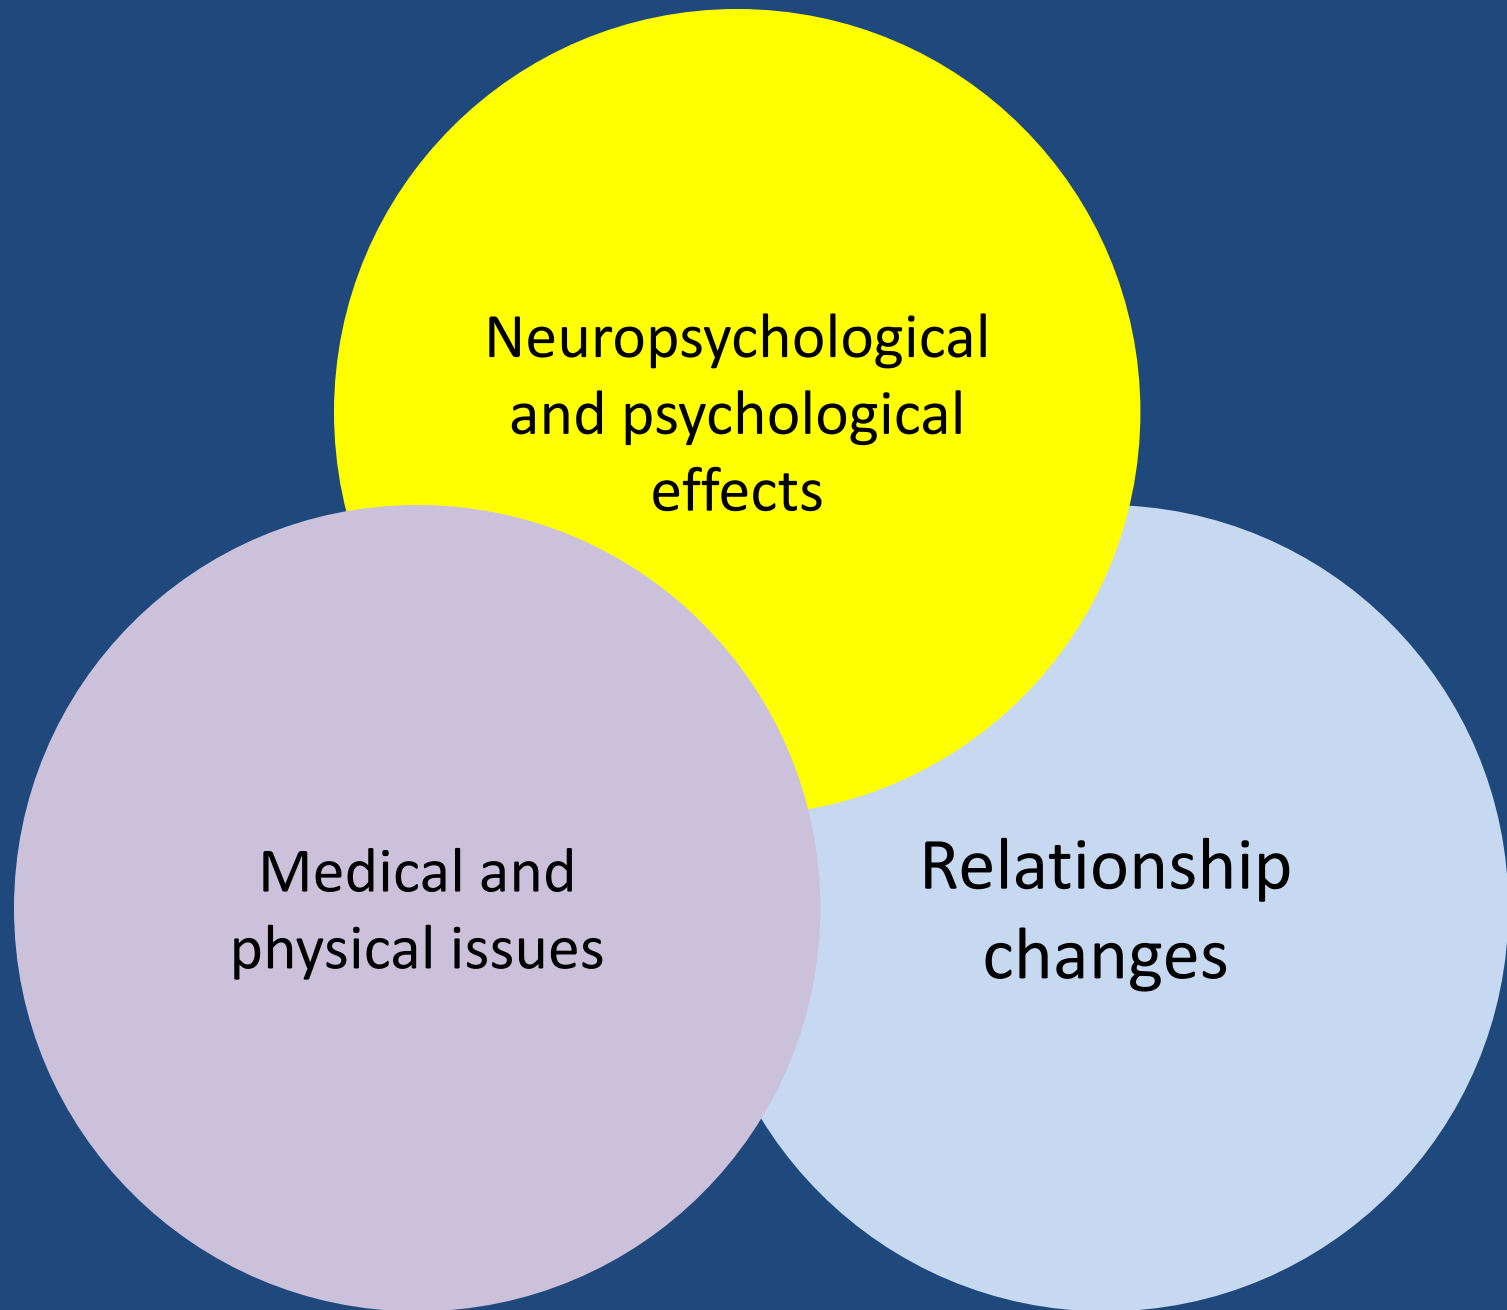 Neuropsychological
and psychological
effects
Medical and
physical issues
Relationship
changes